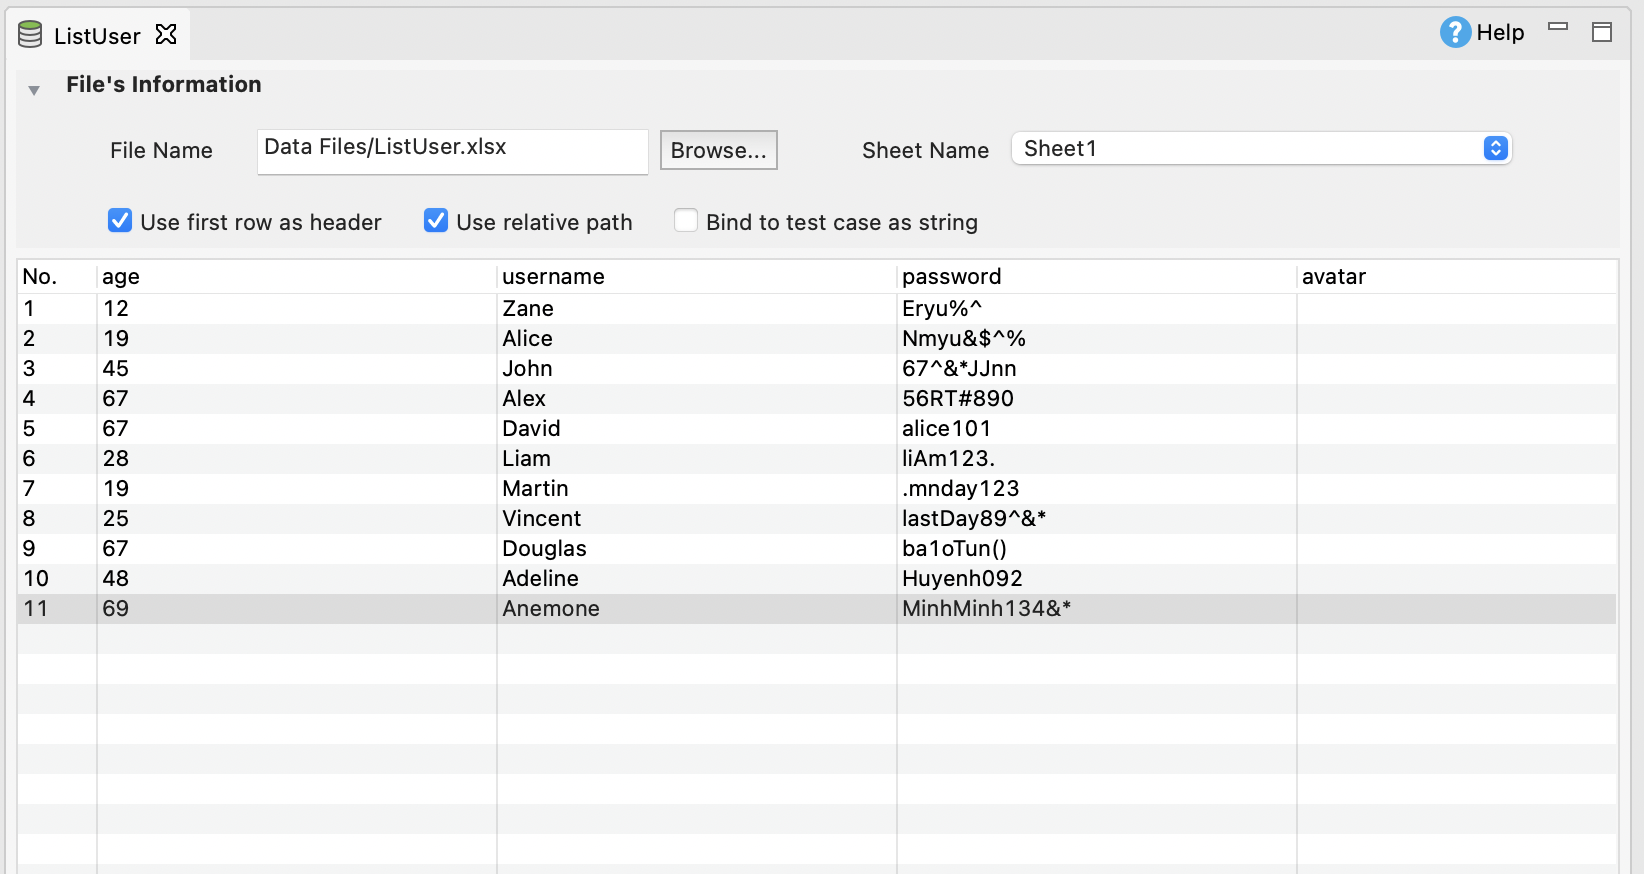 ListUser
? Help
File's Information
File Name Data Files/ListUser.xlsx Browse... Sheet Name Sheet1
Use first row as header Use relative path Bind to test case as string
No. age username password avatar
1 12 Zane Eryu%^
2 19 Alice Nmyu&$^%
3 45 John 67^&*JJnn
4 67 Alex 56RT#890
5 67 David alice101
6 28 Liam liAm123.
7 19 Martin .mnday123
8 25 Vincent lastDay89^&*
9 67 Douglas ba1oTun()
10 48 Adeline Huyenh092
11 69 Anemone MinhMinh134&*